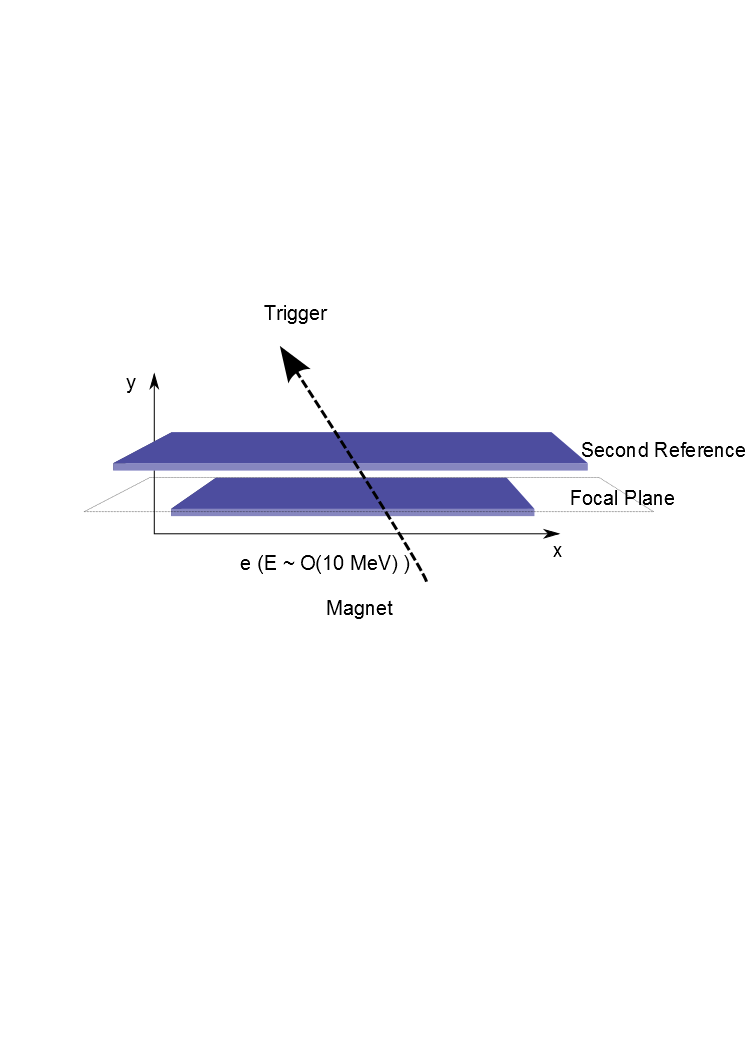 Trigger
y
Second Reference
Focal Plane
x
e (E ~ O(10 MeV) )
Magnet